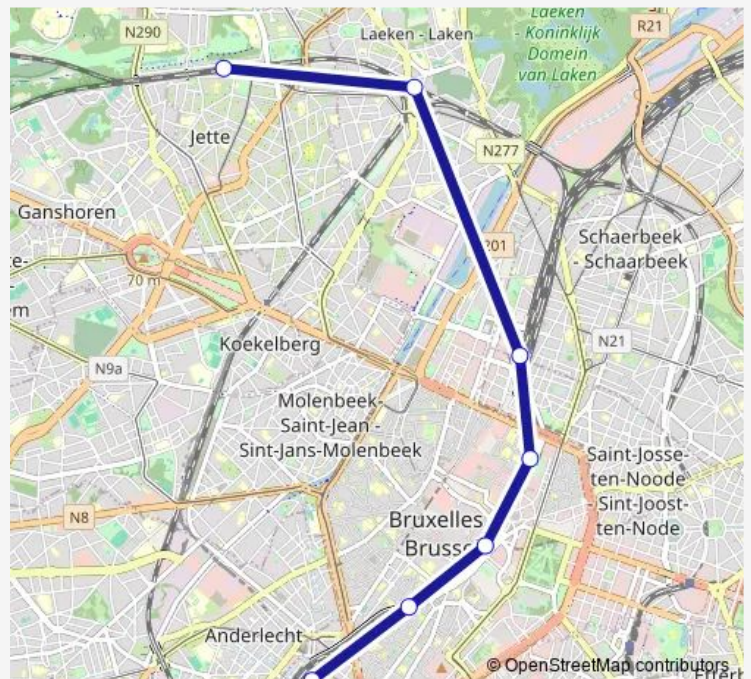 N290
Laeken - Laken
Laeken
- Koninklijk
Domein
van Laken
R21
Jette
N277
Ganshoren
Schaerbeek
- Schaarbeek
70 m
Koekelberg
N21
N9a
Molenbeek-
Saint-Jean -
Sint-Jans-Molenbeek
Saint-Josse-
ten-Noode
- Sint-Joost-
ten-Node
N8
Bruxelles
Anderlecht
© OpenStreetMap contributors